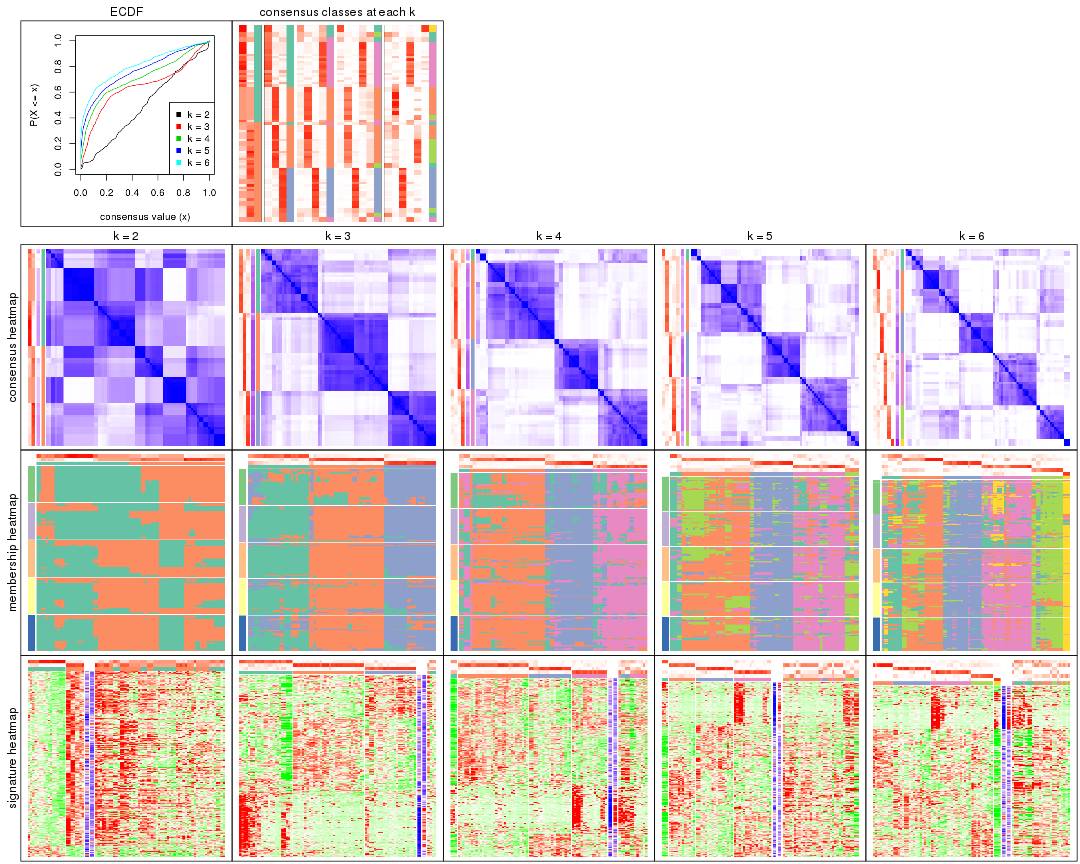 ECDF
consensus classes at each k
P(X <= x)
0.0 0.2 0.4 0.6 0.8 1.0
k = 2
k = 3
k = 4
k = 5
k = 6
0.0 0.2 0.4 0.6 0.8 1.0
consensus value (x)
k = 2
k = 3
k = 4
k = 5
k = 6
consensus heatmap
membership heatmap
signature heatmap